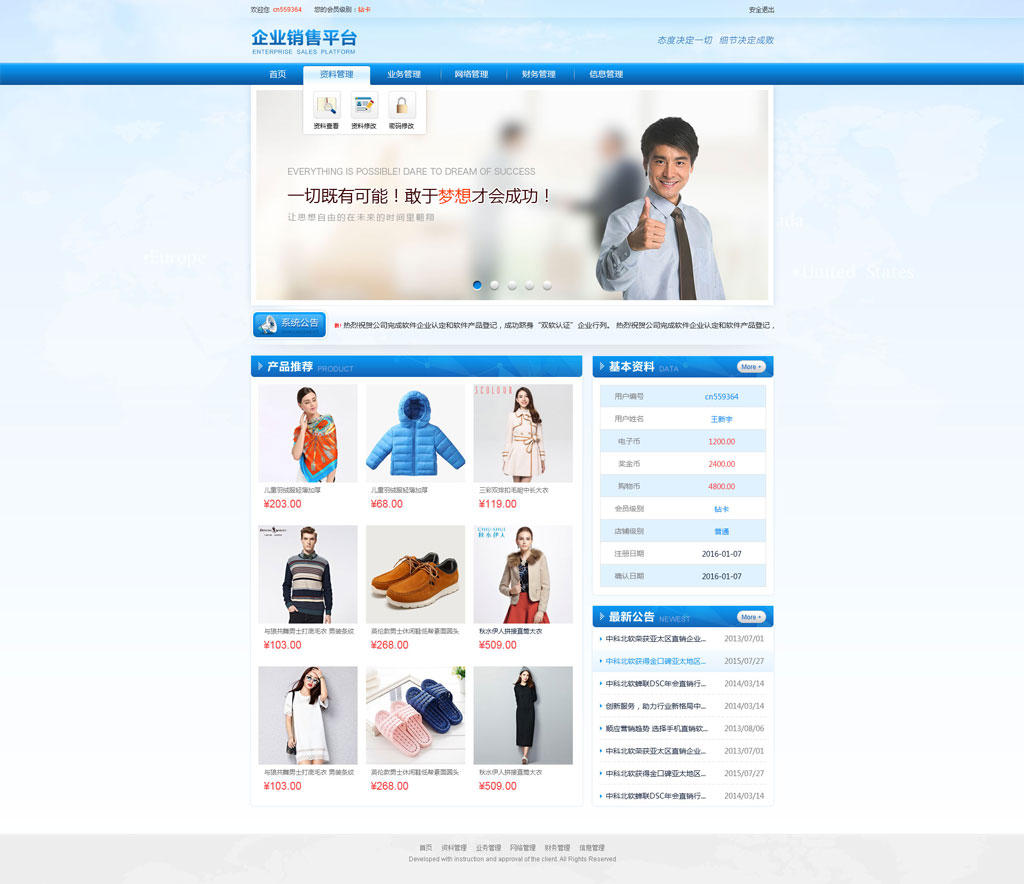 欢迎您 cn559364 您的会员级别：钻卡 安全退出
企业销售平台
ENTERPRISE SALES PLATFORM
态度决定一切 细节决定成败
首页 资料管理 业务管理 网络管理 财务管理 信息管理
资料查看 资料修改 密码修改
EVERYTHING IS POSSIBLE! DARE TO DREAM OF SUCCESS
一切既有可能！敢于梦想才会成功！
让思想自由的在未来的时间里翱翔
•Europe
•United States
系统公告
热烈祝贺公司完成软件企业认定和软件产品登记，成功跻身“双软认证”企业行列。 热烈祝贺公司完成软件企业认定和软件产品登记，
产品推荐 PRODUCT
儿童羽绒服轻薄加厚
¥203.00
儿童羽绒服轻薄加厚
¥68.00
三彩双排扣毛呢中长大衣
¥119.00
与狼共舞男士打底毛衣 男装条纹
¥103.00
英伦款男士休闲鞋低帮素面圆头
¥268.00
CHIU·SHUI
秋水伊人
秋水伊人拼接直筒大衣
¥509.00
与狼共舞男士打底毛衣 男装条纹
¥103.00
英伦款男士休闲鞋低帮素面圆头
¥268.00
秋水伊人拼接直筒大衣
¥509.00
基本资料 DATA More +
用户编号 cn559364
用户姓名 王新宇
电子币 1200.00
奖金币 2400.00
购物币 4800.00
会员级别 钻卡
店铺级别 普通
注册日期 2016-01-07
确认日期 2016-01-07
最新公告 NEWEST More +
中科北软荣获亚太区直销企业... 2013/07/01
中科北软获得金口碑亚太地区... 2015/07/27
中科北软蝉联DSC年会直销行... 2014/03/14
创新服务，助力行业新格局中... 2014/03/14
顺应营销趋势 选择手机直销软... 2013/08/06
中科北软荣获亚太区直销企业... 2013/07/01
中科北软获得金口碑亚太地区... 2015/07/27
中科北软蝉联DSC年会直销行... 2014/03/14
首页 资料管理 业务管理 网络管理 财务管理 信息管理
Developed with instruction and approval of the client. All Rights Reserved